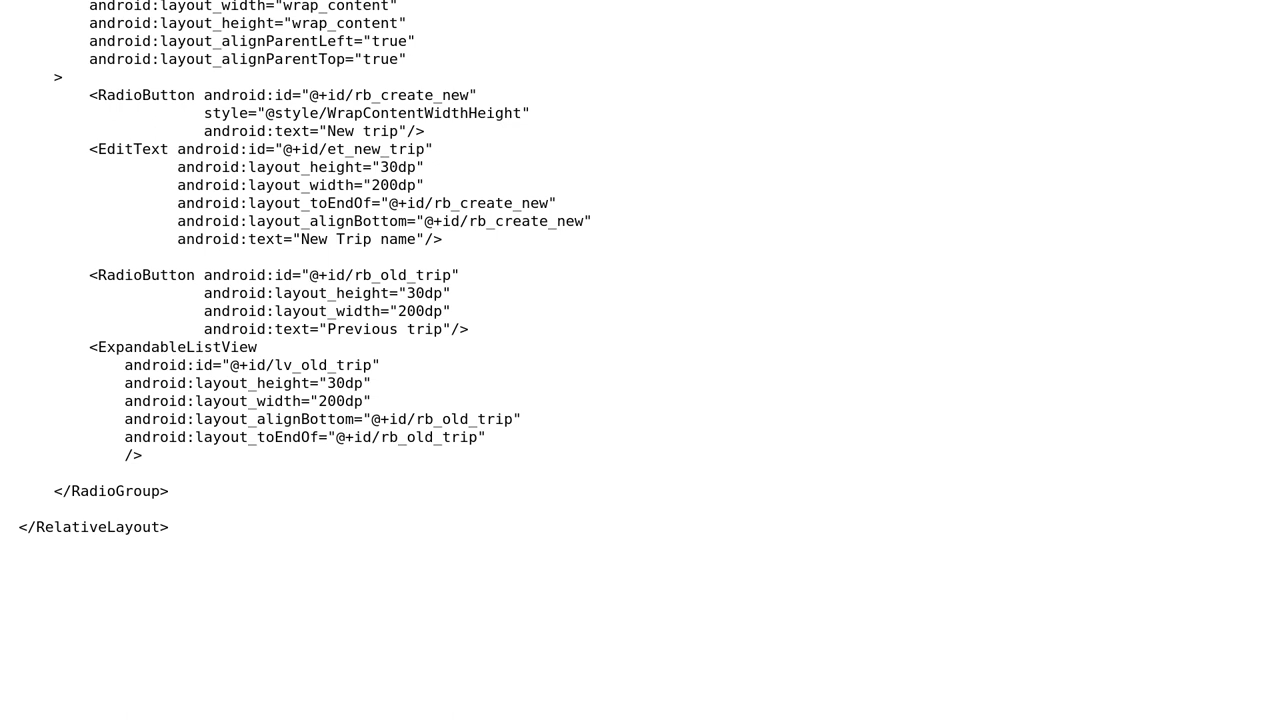 android:layout_width="wrap_content"
android:layout_height="wrap_content"
android:layout_alignParentLeft="true"
android:layout_alignParentTop="true"
>
<RadioButton android:id="@+id/rb_create_new"
style="@style/WrapContentWidthHeight"
android:text="New trip"/>
<EditText android:id="@+id/et_new_trip"
android:layout_height="30dp"
android:layout_width="200dp"
android:layout_toEndOf="@+id/rb_create_new"
android:layout_alignBottom="@+id/rb_create_new"
android:text="New Trip name"/>
<RadioButton android:id="@+id/rb_old_trip"
android:layout_height="30dp"
android:layout_width="200dp"
android:text="Previous trip"/>
<ExpandableListView
android:id="@+id/lv_old_trip"
android:layout_height="30dp"
android:layout_width="200dp"
android:layout_alignBottom="@+id/rb_old_trip"
android:layout_toEndOf="@+id/rb_old_trip"
/>
</RadioGroup>
</RelativeLayout>